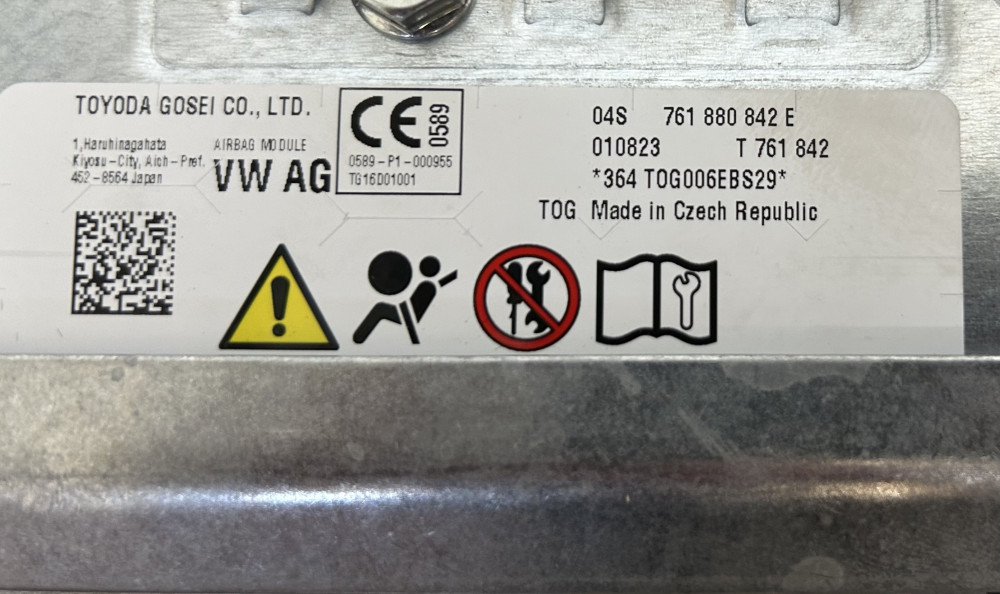 TOYODA GOSEI CO., LTD.
1,Haruhinagahata
Kiyosu-City, Aich-Pref.
452-8564 Japan
AIRBAG MODULE
VW AG
CE 0589
0589-P1-000955
TG16D01001
04S 761 880 842 E
010823 T 761 842
*364 TOG006EBS29*
TOG Made in Czech Republic